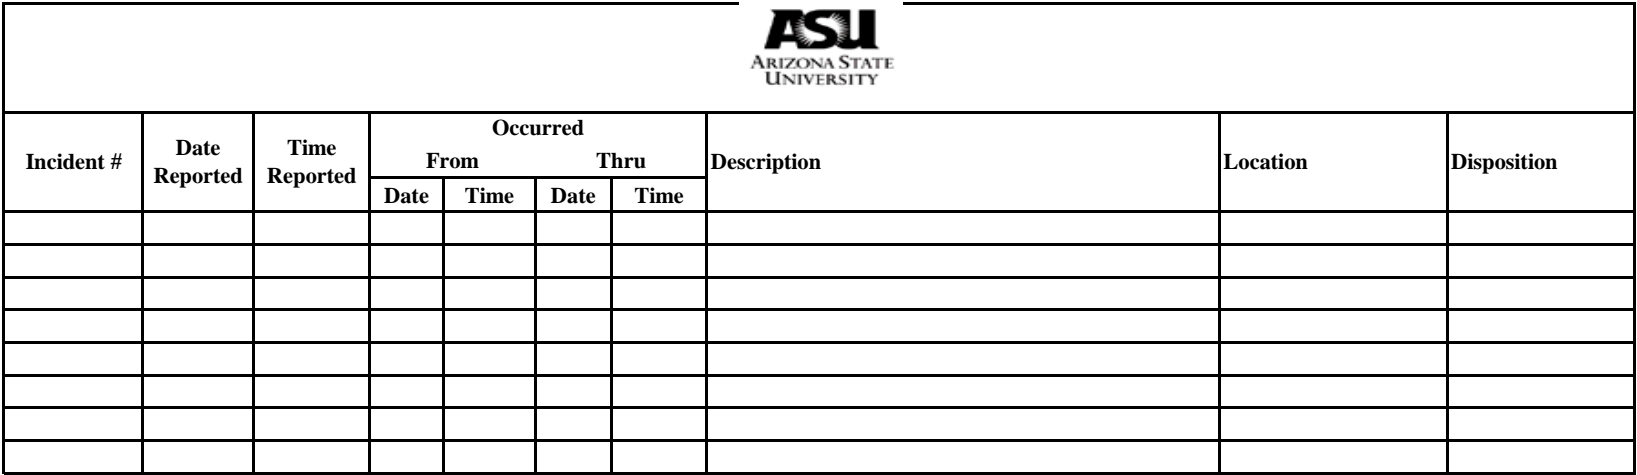 ASU
ARIZONA STATE
UNIVERSITY
Incident #
Date
Reported
Time
Reported
Occurred
From Thru
Date Time Date Time
Description
Location
Disposition